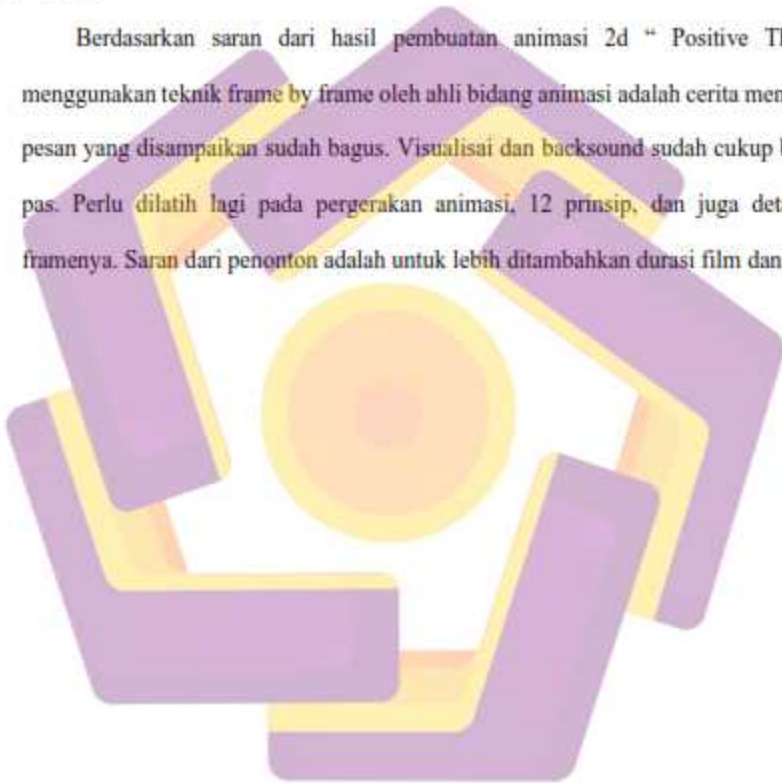 Berdasarkan saran dari hasil pembuatan animasi 2d “ Positive
menggunakan teknik frame by frame oleh ahli bidang animasi adalah cerita
pesan yang disampaikan sudah bagus. Visualisai dan backsound sudah cukup
pas. Perlu dilatih lagi pada pergerakan animasi, 12 prinsip, dan juga
framenya. Saran dari penonton adalah untuk lebih ditambahkan durasi film dan